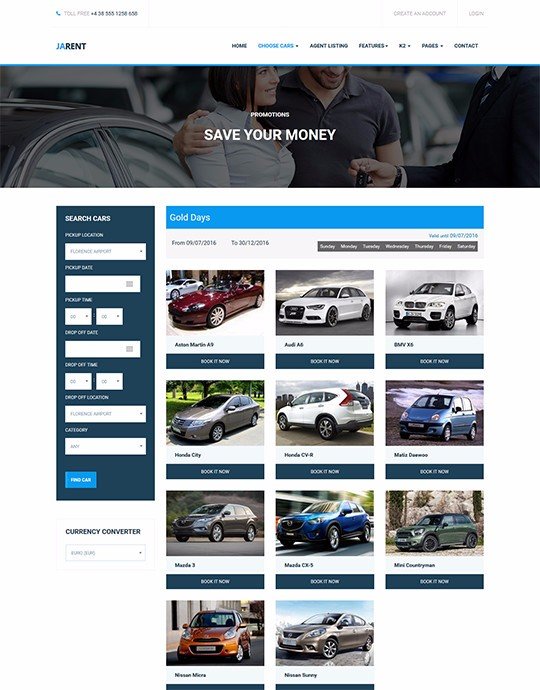 TOLL FREE +4 38 555 1258 658
CREATE AN ACCOUNT
LOGIN
JARENT
HOME
CHOOSE CARS
AGENT LISTING
FEATURES
K2
PAGES
CONTACT
PROMOTIONS
SAVE YOUR MONEY
SEARCH CARS
PICKUP LOCATION
FLORENCE AIRPORT
PICKUP DATE
PICKUP TIME
00 : 00
DROP OFF DATE
DROP OFF TIME
00 : 00
DROP OFF LOCATION
FLORENCE AIRPORT
CATEGORY
ANY
FIND CAR
CURRENCY CONVERTER
Gold Days
Valid until 09/07/2016
From 09/07/2016 To 30/12/2016
Sunday Monday Tuesday Wednesday Thursday Friday Saturday
Aston Martin A9
BOOK IT NOW
Audi A6
BOOK IT NOW
BMV X6
BOOK IT NOW
Honda City
BOOK IT NOW
Honda CV-R
BOOK IT NOW
Matiz Daewoo
BOOK IT NOW
Mazda 3
BOOK IT NOW
Mazda CX-5
BOOK IT NOW
Mini Countryman
BOOK IT NOW
Nissan Micra
Nissan Sunny